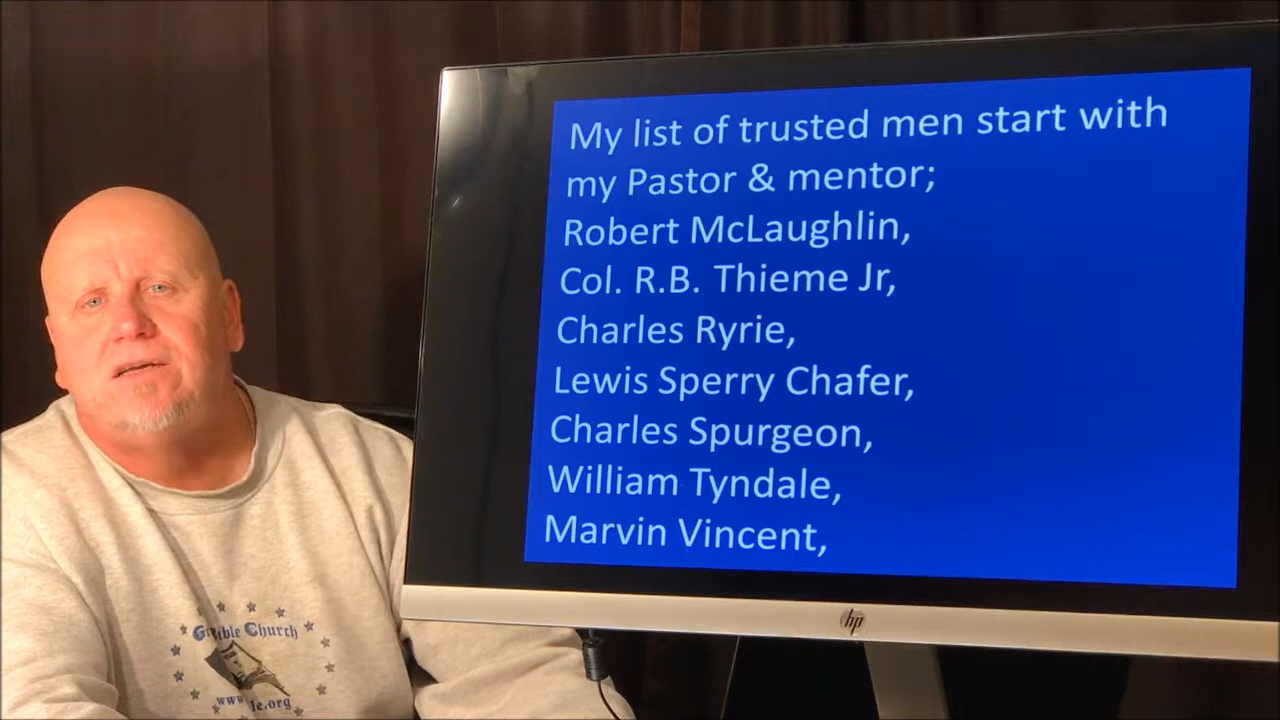 My list of trusted men start with
my Pastor & mentor;
Robert McLaughlin,
Col. R.B. Thieme Jr,
Charles Ryrie,
Lewis Sperry Chafer,
Charles Spurgeon,
William Tyndale,
Marvin Vincent,
hp
Church